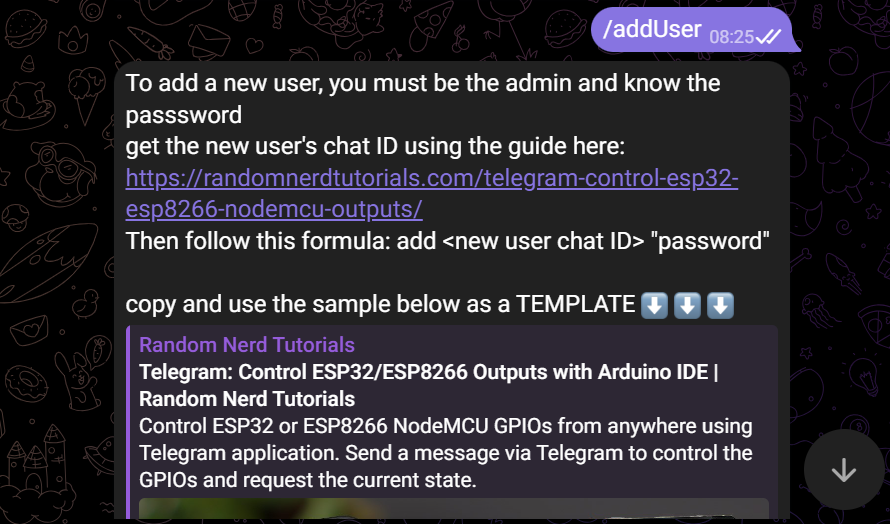 /addUser 08:25
To add a new user, you must be the admin and know the
passsword
get the new user's chat ID using the guide here:
https://randomnerdtutorials.com/telegram-control-esp32-
esp8266-nodemcu-outputs/
Then follow this formula: add <new user chat ID> "password"
copy and use the sample below as a TEMPLATE ⬇️ ⬇️ ⬇️
Random Nerd Tutorials
Telegram: Control ESP32/ESP8266 Outputs with Arduino IDE |
Random Nerd Tutorials
Control ESP32 or ESP8266 NodeMCU GPIOs from anywhere using
Telegram application. Send a message via Telegram to control the
GPIOs and request the current state.